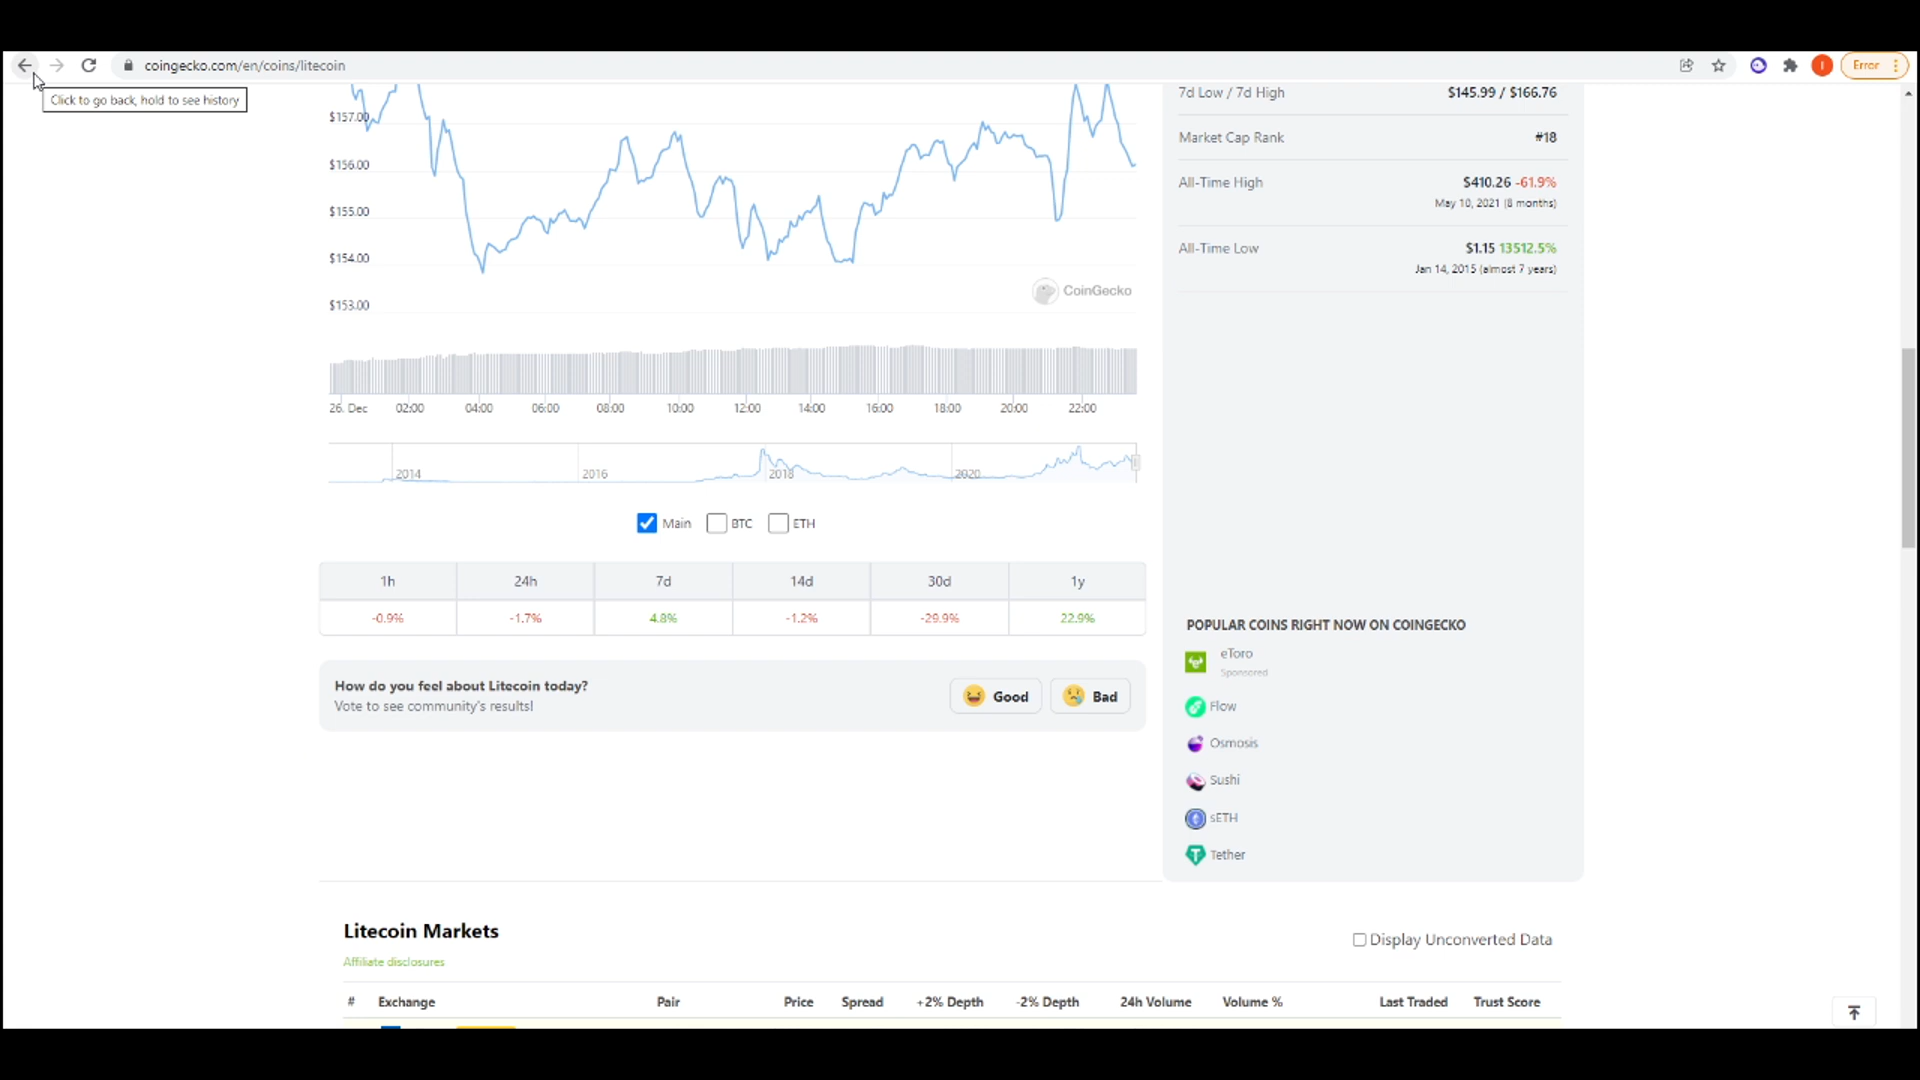 coingecko.com/en/coins/litecoin
Error
Click to go back, hold to see history
$157.00
$156.00
$155.00
$154.00
$153.00
CoinGecko
26. Dec 02:00 04:00 06:00 08:00 10:00 12:00 14:00 16:00 18:00 20:00 22:00
2014 2016 2018 2020
Main BTC ETH
1h 24h 7d 14d 30d 1y
-0.9% -1.7% 4.8% -1.2% -29.9% 22.9%
How do you feel about Litecoin today?
Vote to see community's results!
Good Bad
7d Low / 7d High $145.99 / $166.76
Market Cap Rank #18
All-Time High $410.26 -61.9%
May 10, 2021 (8 months)
All-Time Low $1.15 13512.5%
Jan 14, 2015 (almost 7 years)
POPULAR COINS RIGHT NOW ON COINGECKO
eToro
Sponsored
Flow
Osmosis
Sushi
sETH
Tether
Litecoin Markets
Display Unconverted Data
Affiliate disclosures
# Exchange Pair Price Spread +2% Depth -2% Depth 24h Volume Volume % Last Traded Trust Score